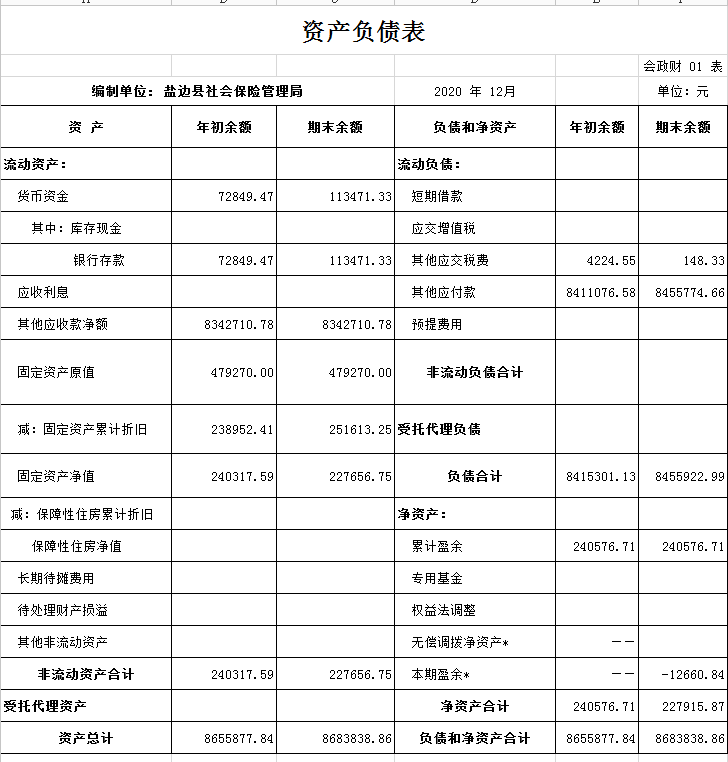 资产负债表
会政财 01 表
编制单位: 盐边县社会保险管理局 2020 年 12月 单位: 元
资 产 年初余额 期末余额 负债和净资产 年初余额 期末余额
流动资产: 流动负债:
货币资金 72849.47 113471.33 短期借款
其中: 库存现金 应交增值税
银行存款 72849.47 113471.33 其他应交税费 4224.55 148.33
应收利息 其他应付款 8411076.58 8455774.66
其他应收款净额 8342710.78 8342710.78 预提费用
固定资产原值 479270.00 479270.00 非流动负债合计
减: 固定资产累计折旧 238952.41 251613.25 受托代理负债
固定资产净值 240317.59 227656.75 负债合计 8415301.13 8455922.99
减: 保障性住房累计折旧 净资产:
保障性住房净值 累计盈余 240576.71 240576.71
长期待摊费用 专用基金
待处理财产损溢 权益法调整
其他非流动资产 无偿调拨净资产* ——
非流动资产合计 240317.59 227656.75 本期盈余* —— -12660.84
受托代理资产 净资产合计 240576.71 227915.87
资产总计 8655877.84 8683838.86 负债和净资产合计 8655877.84 8683838.86